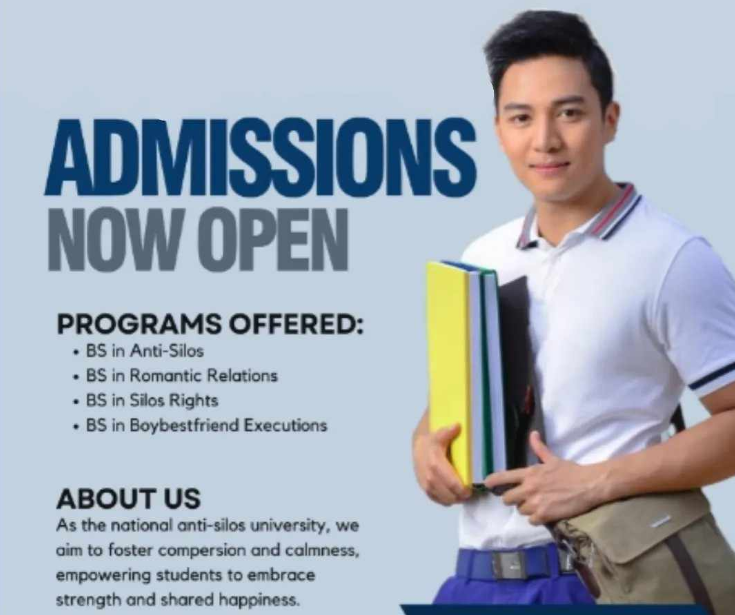 ADMISSIONS
NOW OPEN
PROGRAMS OFFERED:
• BS in Anti-Silos
• BS in Romantic Relations
• BS in Silos Rights
• BS in Boybestfriend Executions
ABOUT US
As the national anti-silos university, we
aim to foster compersion and calmness,
empowering students to embrace
strength and shared happiness.